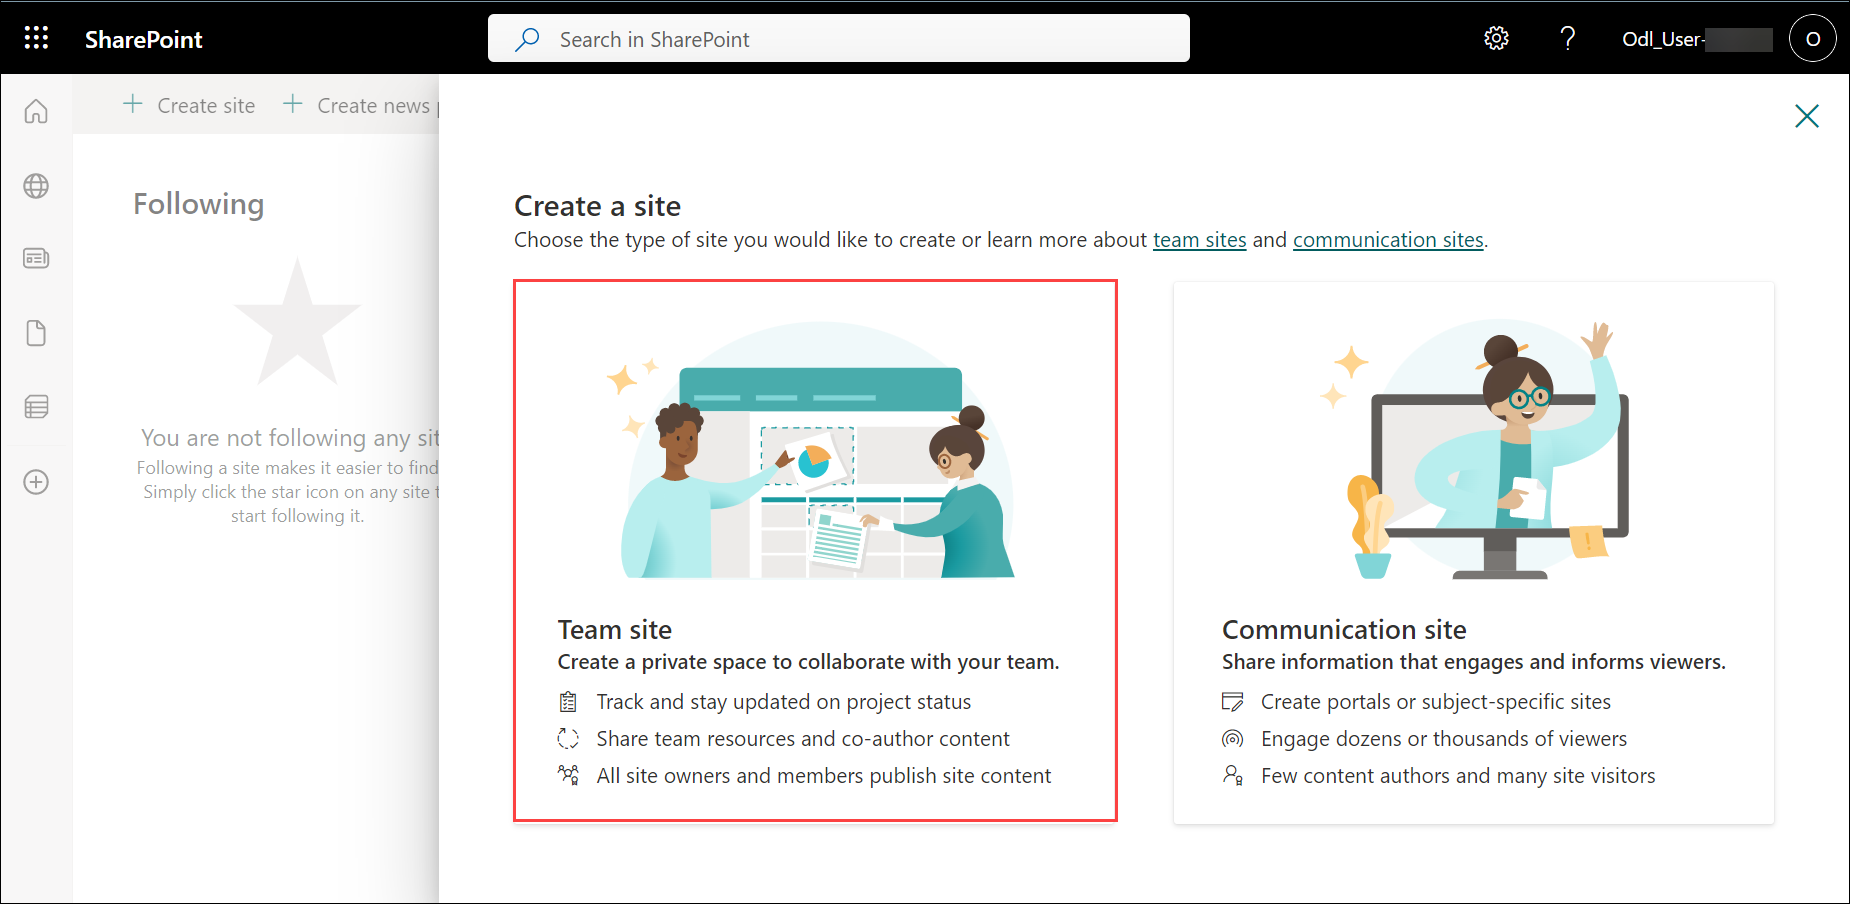 SharePoint
Search in SharePoint
?
Odl_User-
O
Create site
Create news
Following
You are not following any
Following a site makes it easier to find
Simply click the star icon on any site
start following it.
Create a site
Choose the type of site you would like to create or learn more about team sites and communication sites.
Team site
Create a private space to collaborate with your team.
Track and stay updated on project status
Share team resources and co-author content
All site owners and members publish site content
Communication site
Share information that engages and informs viewers.
Create portals or subject-specific sites
Engage dozens or thousands of viewers
Few content authors and many site visitors